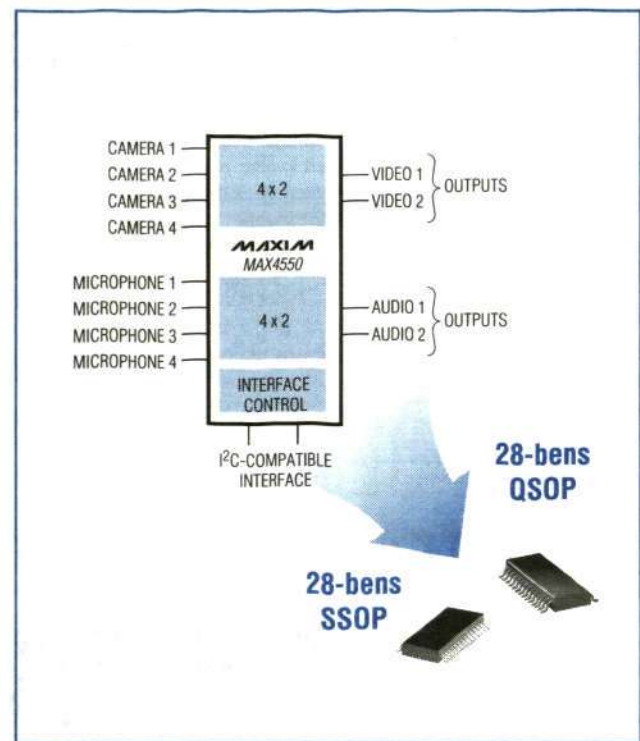 CAMERA 1
CAMERA 2
CAMERA 3
CAMERA 4
4 x 2
VIDEO 1
VIDEO 2
OUTPUTS
MAXIM
MAX4550
MICROPHONE 1
MICROPHONE 2
MICROPHONE 3
MICROPHONE 4
4 x 2
AUDIO 1
AUDIO 2
OUTPUTS
INTERFACE
CONTROL
I²C-COMPATIBLE
INTERFACE
28-bens
QSOP
28-bens
SSOP